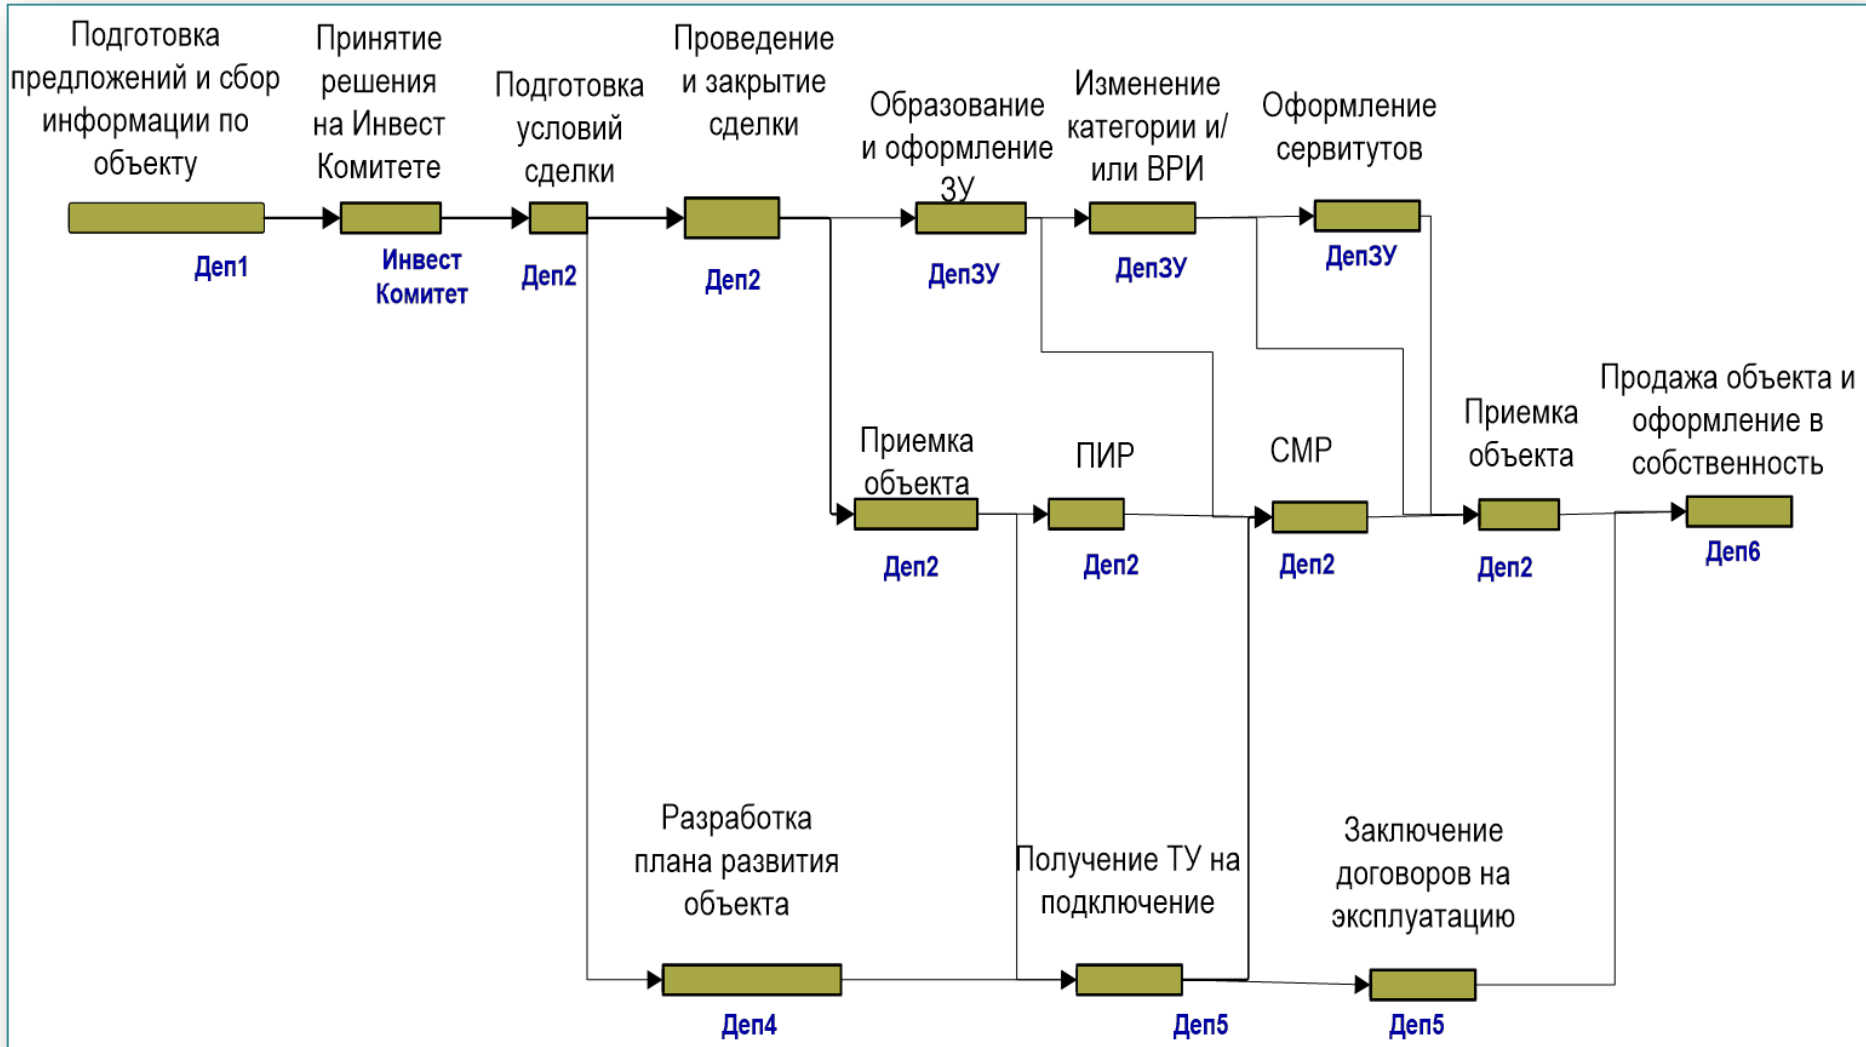 Подготовка
предложений и сбор
информации по
объекту
Деп1
Принятие
решения
на Инвест
Комитете
Инвест
Комитет
Подготовка
условий
сделки
Деп2
Проведение
и закрытие
сделки
Деп2
Образование
и оформление
ЗУ
ДепЗУ
Изменение
категории и/
или ВРИ
ДепЗУ
Оформление
сервитутов
ДепЗУ
Приемка
объекта
Деп2
ПИР
Деп2
СМР
Деп2
Приемка
объекта
Деп2
Продажа объекта и
оформление в
собственность
Деп6
Разработка
плана развития
объекта
Деп4
Получение ТУ на
подключение
Деп5
Заключение
договоров на
эксплуатацию
Деп5